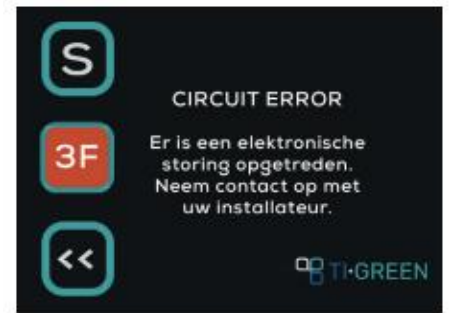 S
CIRCUIT ERROR
3F
Er is een elektronische
storing opgetreden.
Neem contact op met
uw installateur.
<<
TI-GREEN